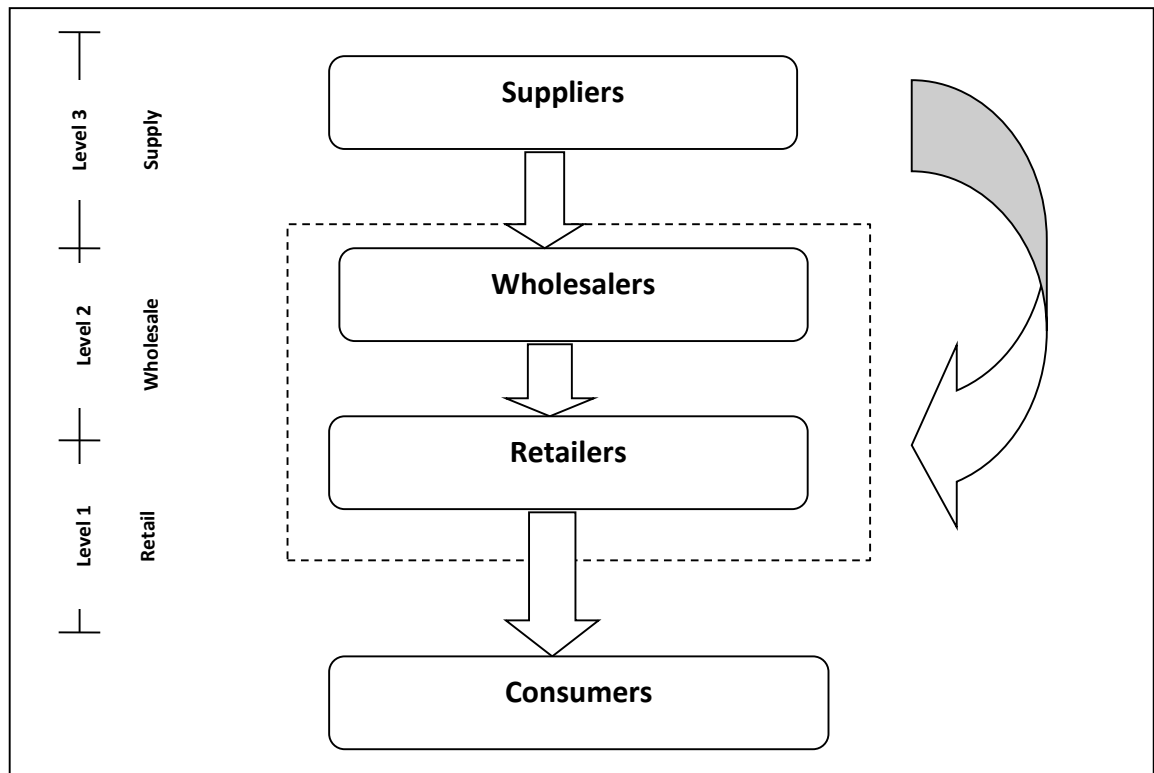 Level 3
Supply
Suppliers
Level 2
Wholesale
Wholesalers
Level 1
Retail
Retailers
Consumers